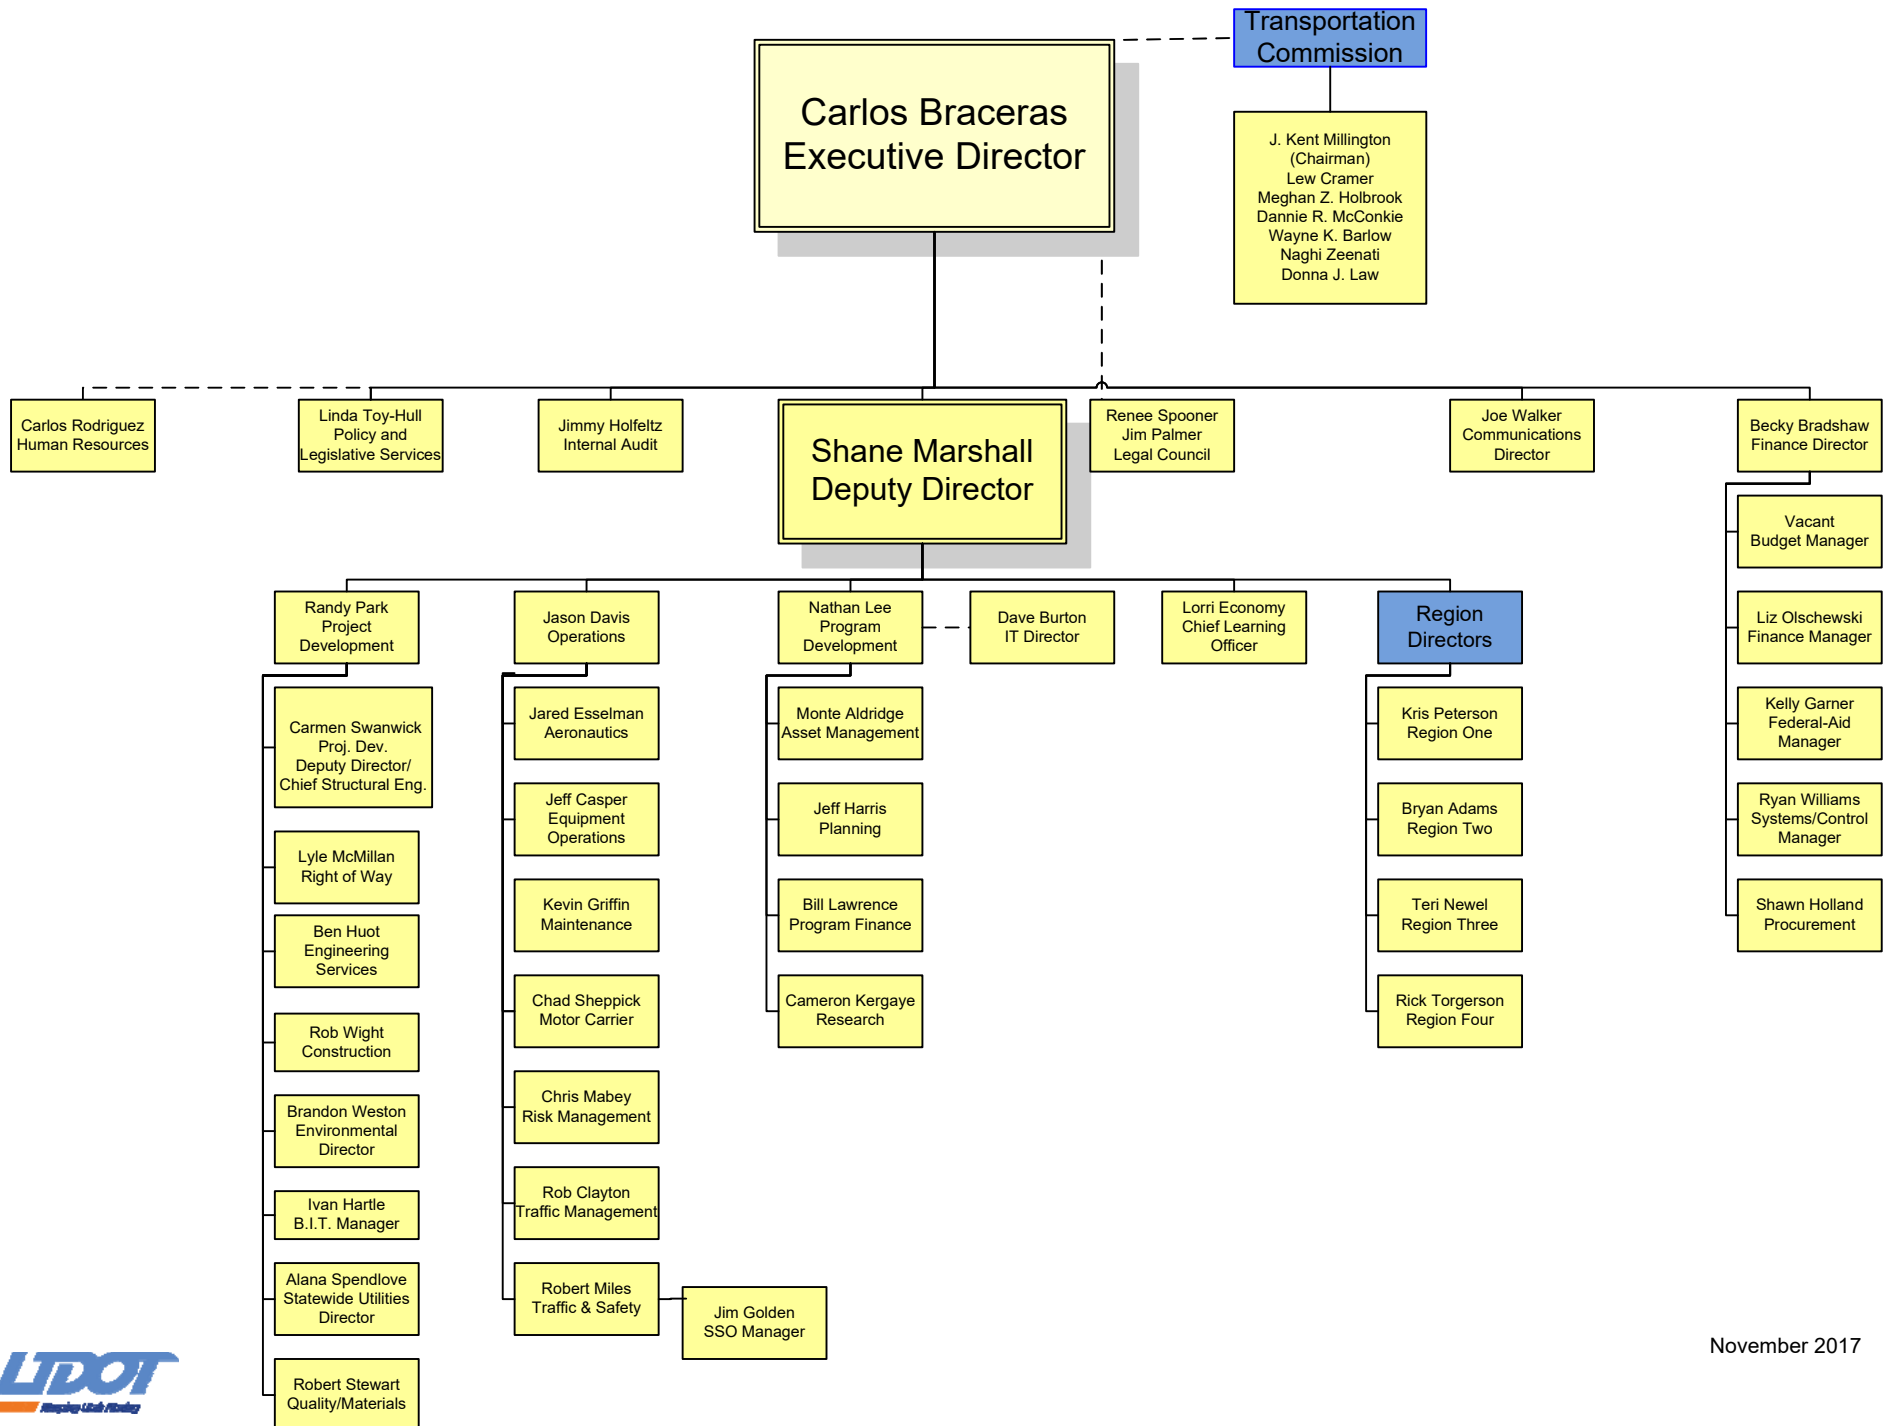 Transportation
Commission
Carlos Braceras
Executive Director
J. Kent Millington
(Chairman)
Lew Cramer
Meghan Z. Holbrook
Dannie R. McConkie
Wayne K. Barlow
Naghi Zeenati
Donna J. Law
Carlos Rodriguez
Human Resources
Linda Toy-Hull
Policy and
Legislative Services
Jimmy Holfeltz
Internal Audit
Shane Marshall
Deputy Director
Renee Spooner
Jim Palmer
Legal Council
Joe Walker
Communications
Director
Becky Bradshaw
Finance Director
Vacant
Budget Manager
Liz Olschewski
Finance Manager
Kelly Garner
Federal-Aid
Manager
Ryan Williams
Systems/Control
Manager
Shawn Holland
Procurement
Randy Park
Project
Development
Carmen Swanwick
Proj. Dev.
Deputy Director/
Chief Structural Eng.
Lyle McMillan
Right of Way
Ben Huot
Engineering
Services
Rob Wight
Construction
Brandon Weston
Environmental
Director
Ivan Hartle
B.I.T. Manager
Alana Spendlove
Statewide Utilities
Director
Robert Stewart
Quality/Materials
Jason Davis
Operations
Jared Esselman
Aeronautics
Jeff Casper
Equipment
Operations
Kevin Griffin
Maintenance
Chad Sheppick
Motor Carrier
Chris Mabey
Risk Management
Rob Clayton
Traffic Management
Robert Miles
Traffic & Safety
Jim Golden
SSO Manager
Nathan Lee
Program
Development
Dave Burton
IT Director
Monte Aldridge
Asset Management
Jeff Harris
Planning
Bill Lawrence
Program Finance
Cameron Kergaye
Research
Lorri Economy
Chief Learning
Officer
Region
Directors
Kris Peterson
Region One
Bryan Adams
Region Two
Teri Newel
Region Three
Rick Torgerson
Region Four
UDOT
Keeping Utah Moving
November 2017